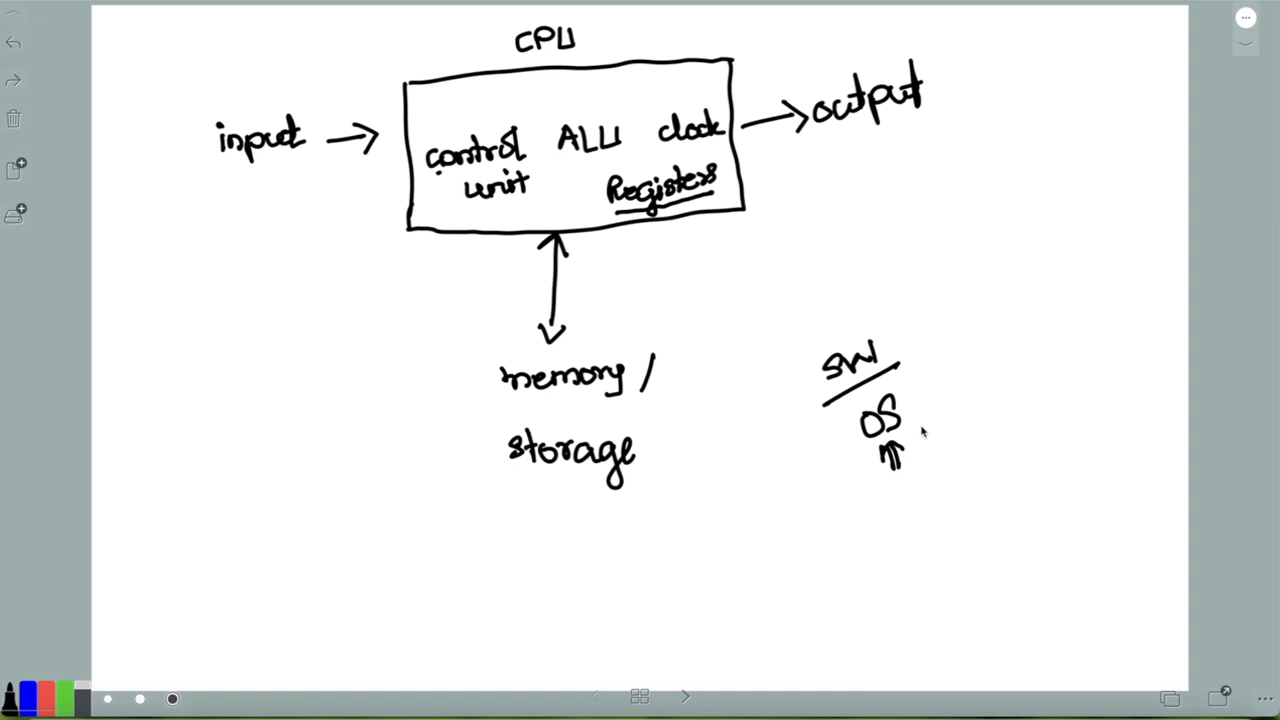 CPU
input → control unit ALU clock → output
Registers
memory /
storage
SW
OS